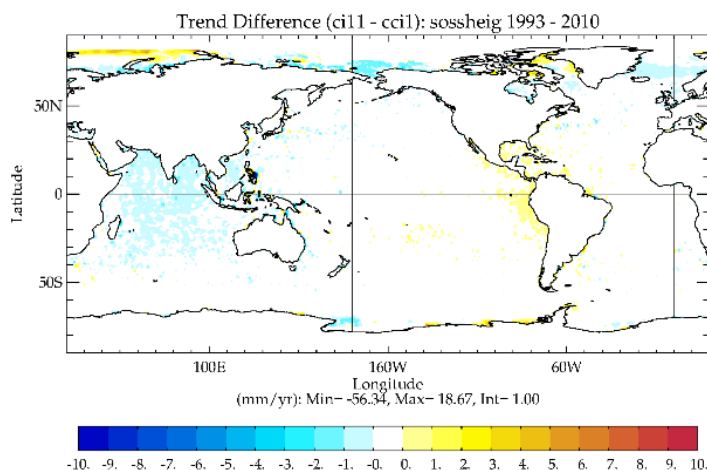 Trend Difference (ci11 - cci1): sossheig 1993 - 2010
50N
0
50S
Latitude
100E 160W 60W
Longitude
(mm/yr): Min= -56.34, Max= 18.67, Int= 1.00
-10. -9. -8. -7. -6. -5. -4. -3. -2. -1. -0. 0. 1. 2. 3. 4. 5. 6. 7. 8. 9. 10.